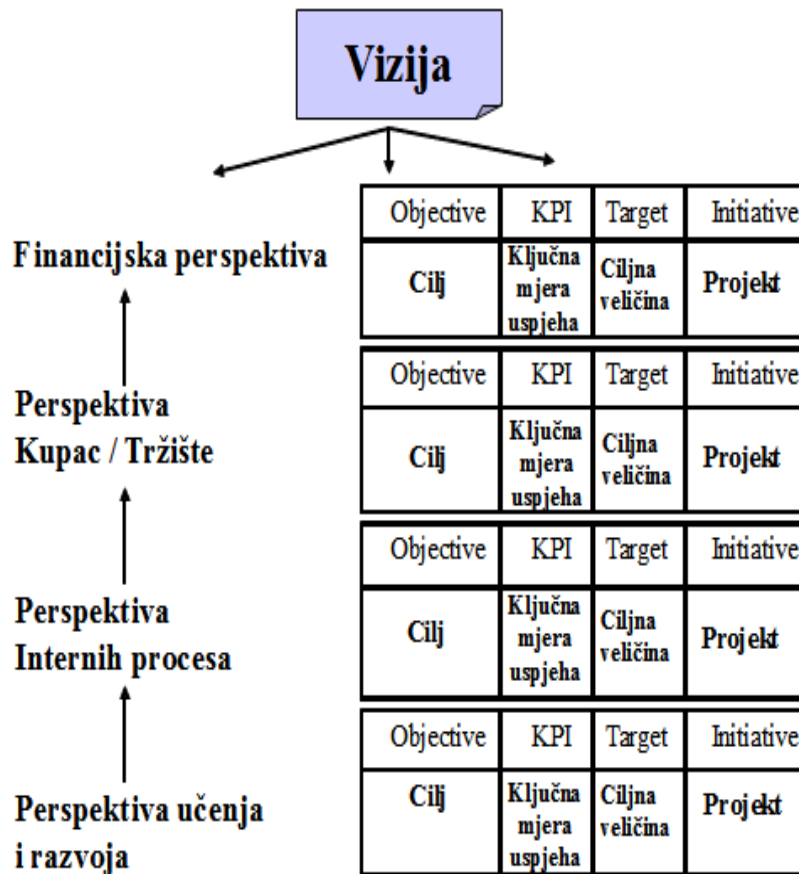 Vizija
Objective KPI Target Initiative
Financijska perspektiva
Cilj
Ključna
mjera
uspjeha
Ciljna
veličina
Projekt
Objective KPI Target Initiative
Perspektiva
Kupac / Tržište
Cilj
Ključna
mjera
uspjeha
Ciljna
veličina
Projekt
Objective KPI Target Initiative
Perspektiva
Internih procesa
Cilj
Ključna
mjera
uspjeha
Ciljna
veličina
Projekt
Objective KPI Target Initiative
Perspektiva učenja
i razvoja
Cilj
Ključna
mjera
uspjeha
Ciljna
veličina
Projekt